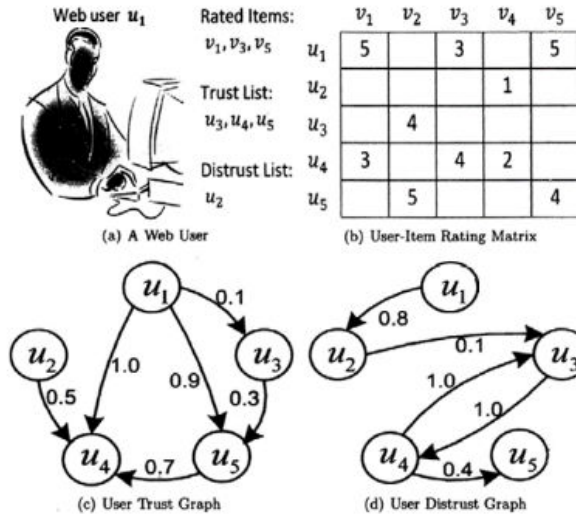 Web user u₁
Rated Items:
v₁, v₃, v₅
Trust List:
u₃, u₄, u₅
Distrust List:
u₂
(a) A Web User
v₁ v₂ v₃ v₄ v₅
u₁ 5 3 5
u₂ 1
u₃ 4
u₄ 3 4 2
u₅ 5 4
(b) User-Item Rating Matrix
u₁
0.1
u₂
u₃
1.0
0.9
0.5
0.3
u₄
0.7
u₅
(c) User Trust Graph
u₁
0.8
u₂
0.1
u₃
1.0
1.0
u₄
0.4
u₅
(d) User Distrust Graph